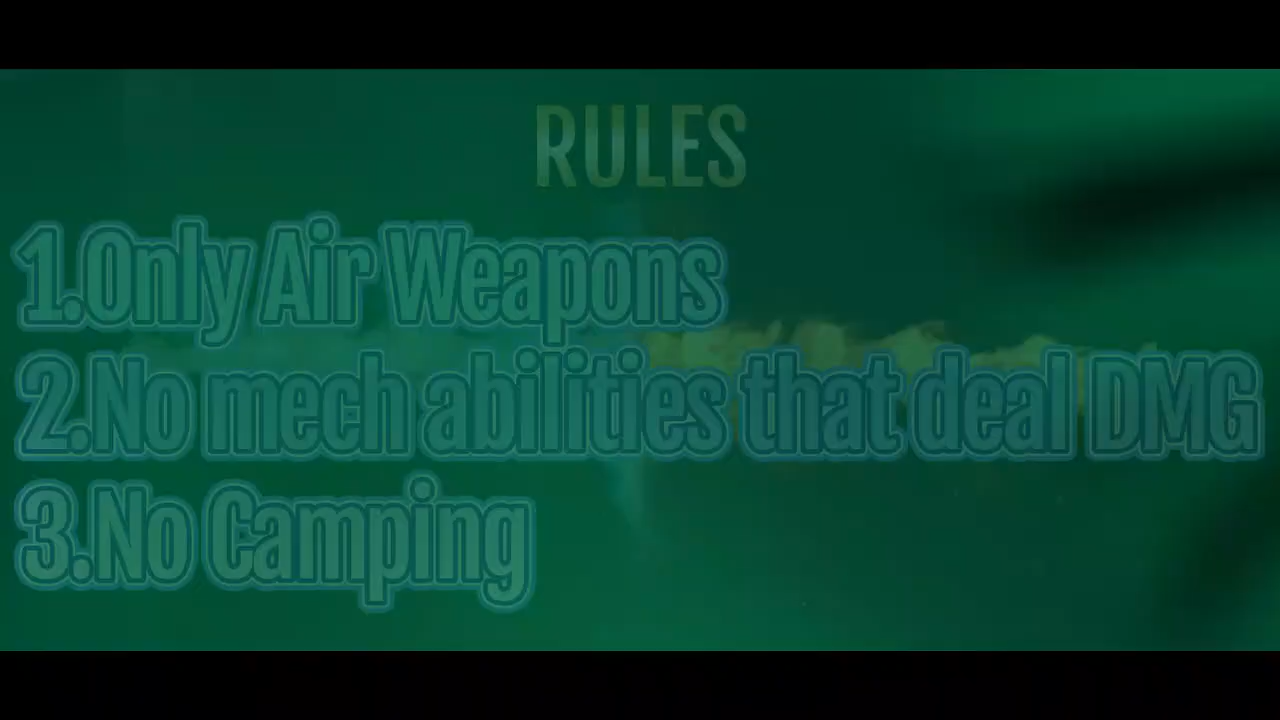 RULES
1.Only Air Weapons
2.No mech abilities that deal DMG
3.No Camping